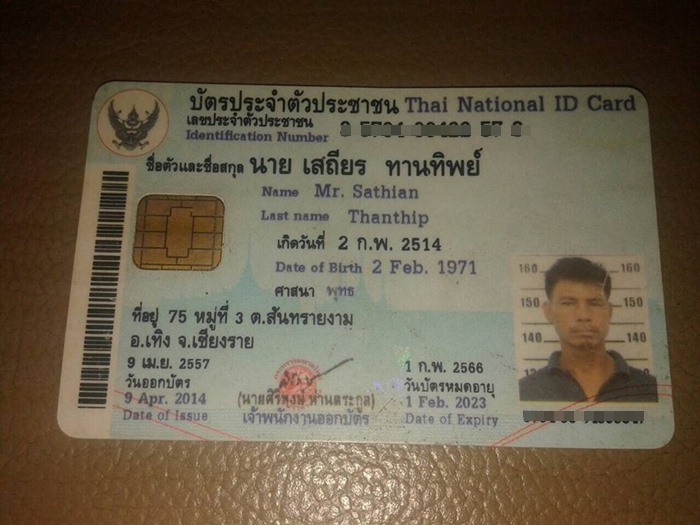 บัตรประจำตัวประชาชน Thai National ID Card
เลขประจำตัวประชาชน
Identification Number
ชื่อตัวและชื่อสกุล นาย เสถียร ทานทิพย์
Name Mr. Sathian
Last name Thanthip
เกิดวันที่ 2 ก.พ. 2514
Date of Birth 2 Feb. 1971
ศาสนา พุทธ
160 160
150 150
140 140
ที่อยู่ 75 หมู่ที่ 3 ต.สันทรายงาม
อ.เทิง จ.เชียงราย
9 เม.ย. 2557
วันออกบัตร
9 Apr. 2014
Date of Issue
เจ้าพนักงานออกบัตร
1 ก.พ. 2566
วันบัตรหมดอายุ
1 Feb. 2023
Date of Expiry